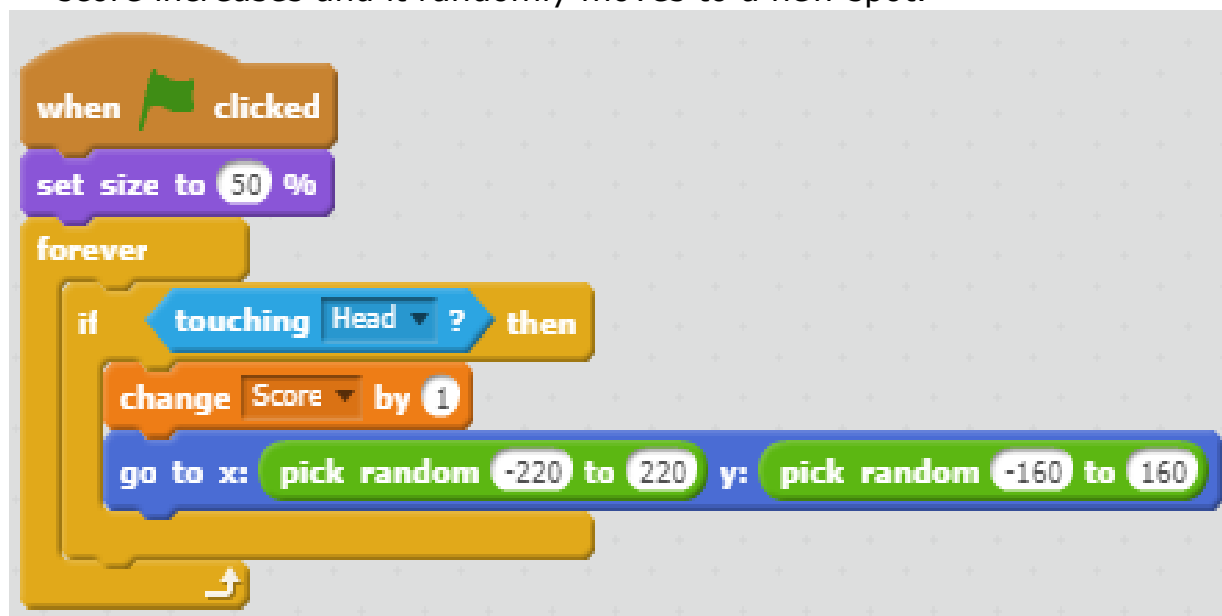 score increases and it randomly moves to a new spot.
when clicked
set size to 50 %
forever
if touching Head ? then
change Score by 1
go to x: pick random -220 to 220 y: pick random -160 to 160